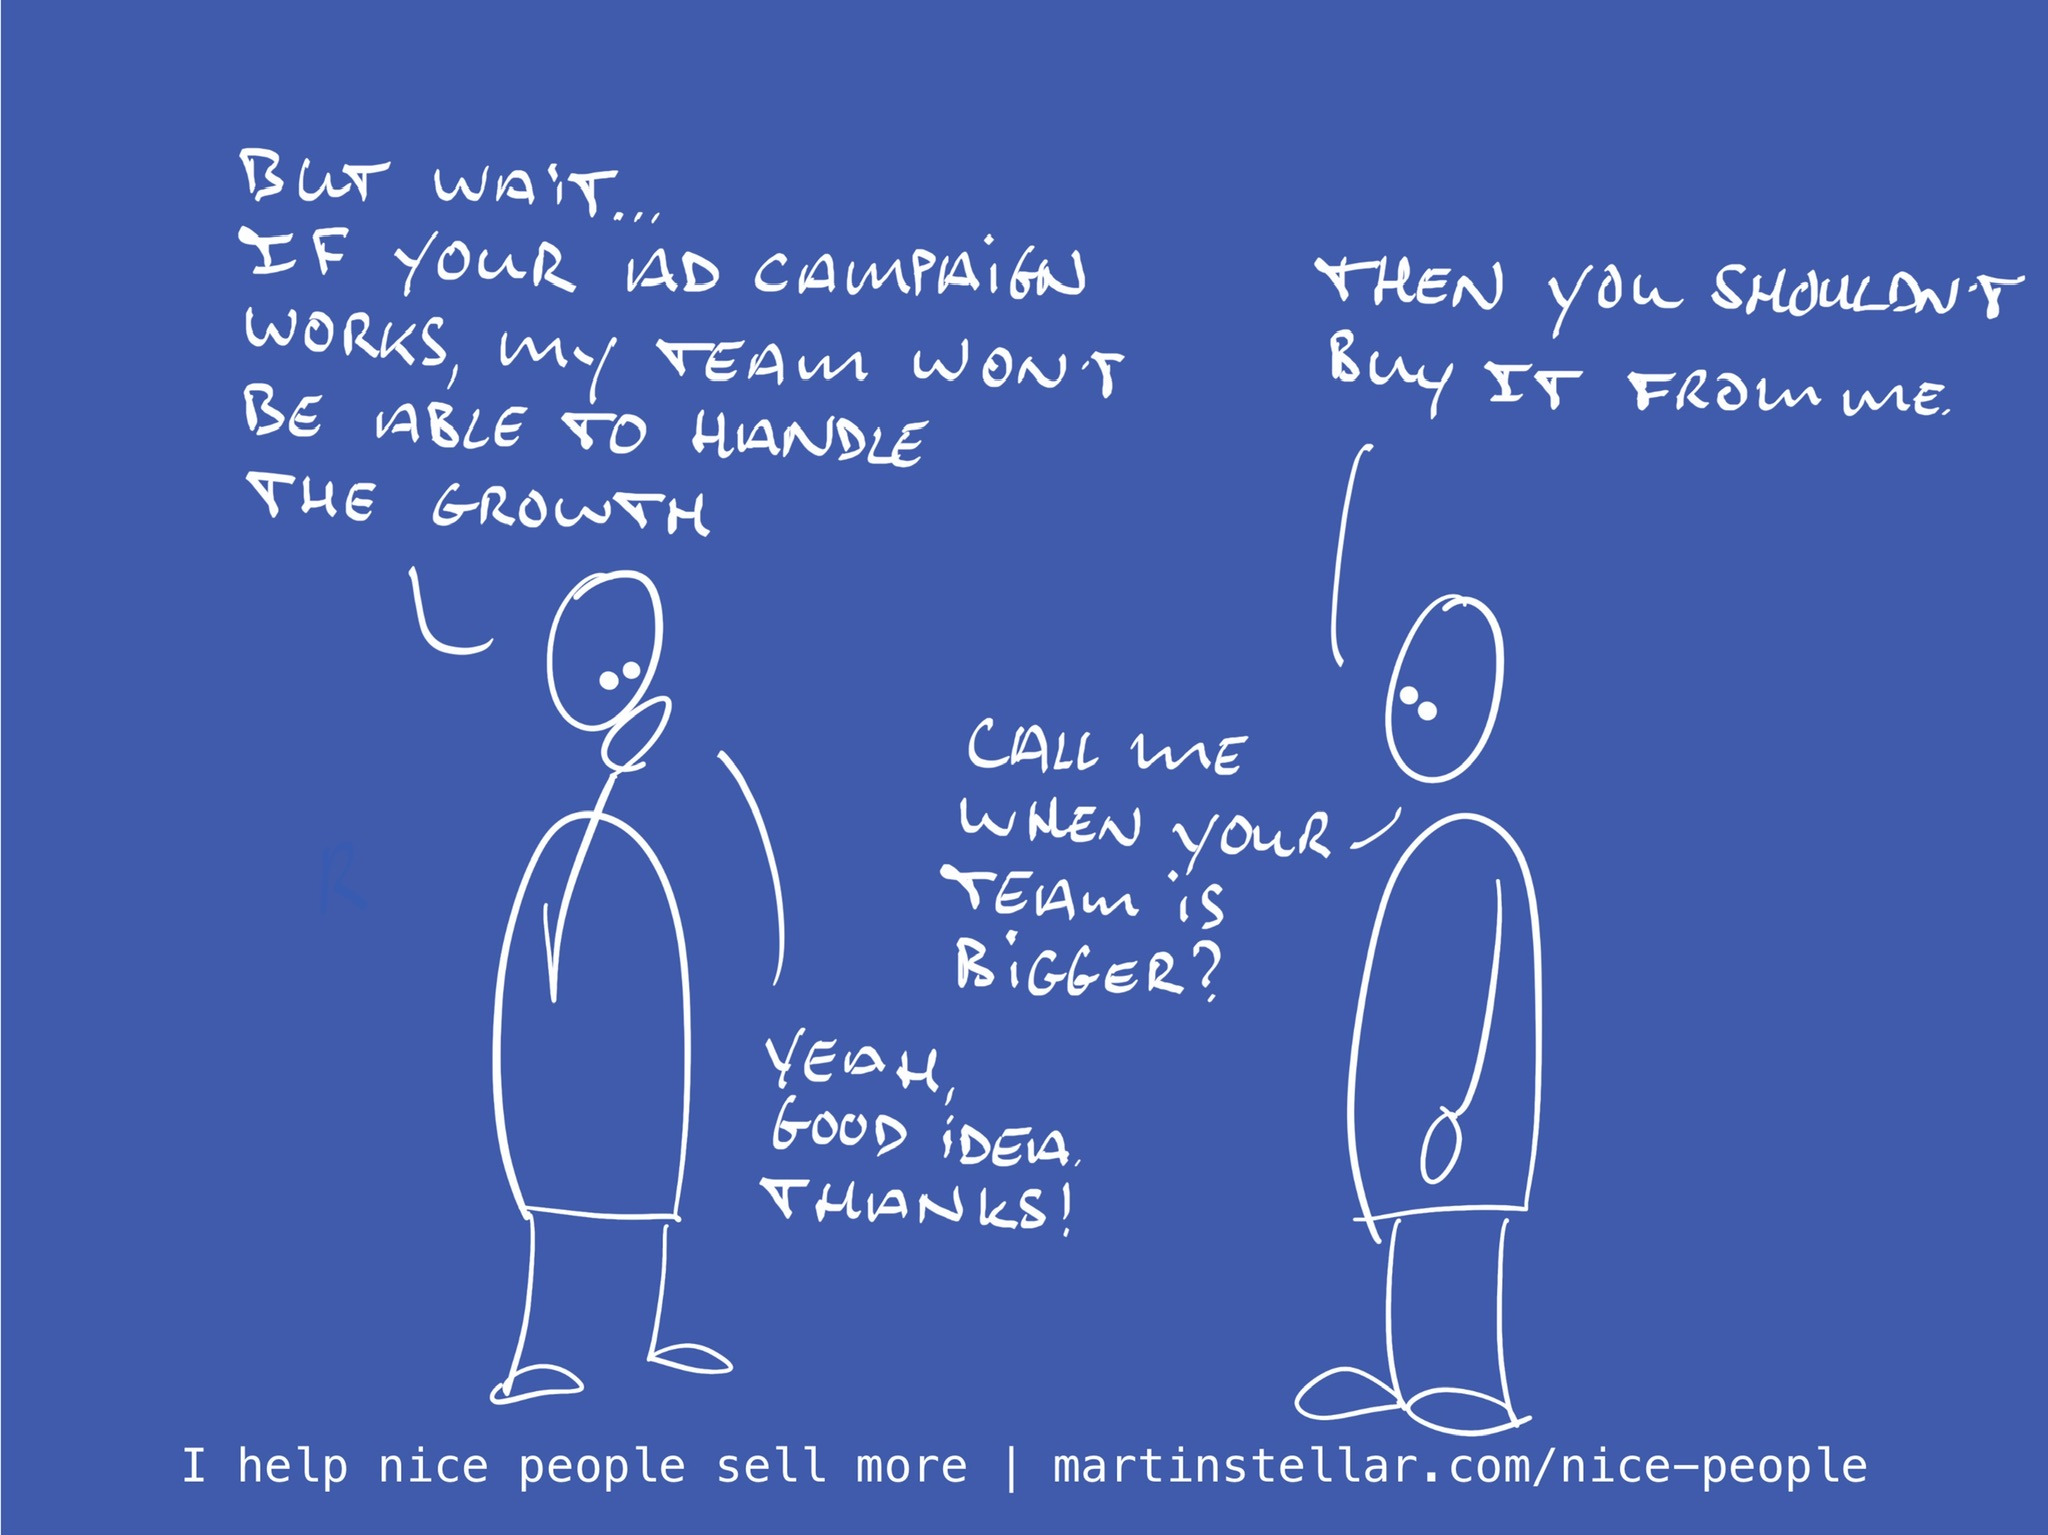 BUT WAIT...
IF YOUR AD CAMPAIGN
WORKS, MY TEAM WON'T
BE ABLE TO HANDLE
THE GROWTH
THEN YOU SHOULDN'T
BUY IT FROM ME.
CALL ME
WHEN YOUR
TEAM IS
BIGGER?
YEAH,
GOOD IDEA.
THANKS!
R
I help nice people sell more | martinstellar.com/nice-people